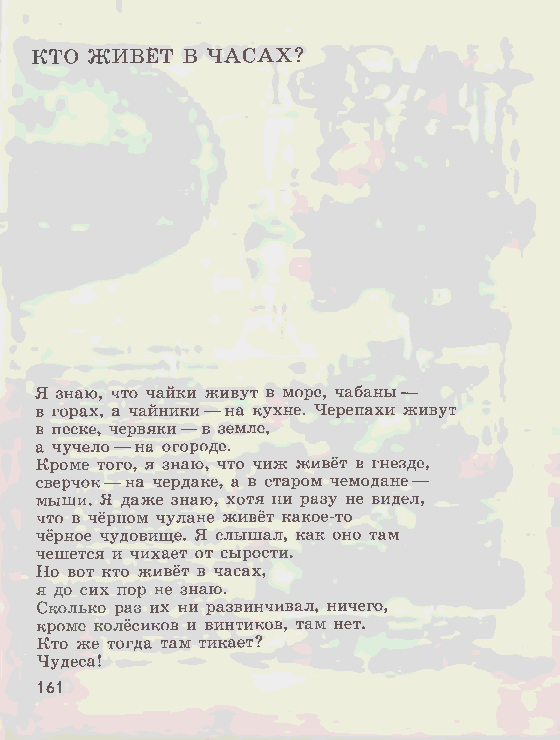 КТО ЖИВЁТ В ЧАСАХ?
Я знаю, что чайки живут в море, чабаны —
в горах, а чайники — на кухне. Черепахи живут
в песке, червяки — в земле,
а чучело — на огороде.
Кроме того, я знаю, что чиж живёт в гнезде,
сверчок — на чердаке, а в старом чемодане —
мыши. Я даже знаю, хотя ни разу не видел,
что в чёрном чулане живёт какое-то
чёрное чудовище. Я слышал, как оно там
чешется и чихает от сырости.
Но вот кто живёт в часах,
я до сих пор не знаю.
Сколько раз их ни развинчивал, ничего,
кроме колёсиков и винтиков, там нет.
Кто же тогда там тикает?
Чудеса!
161